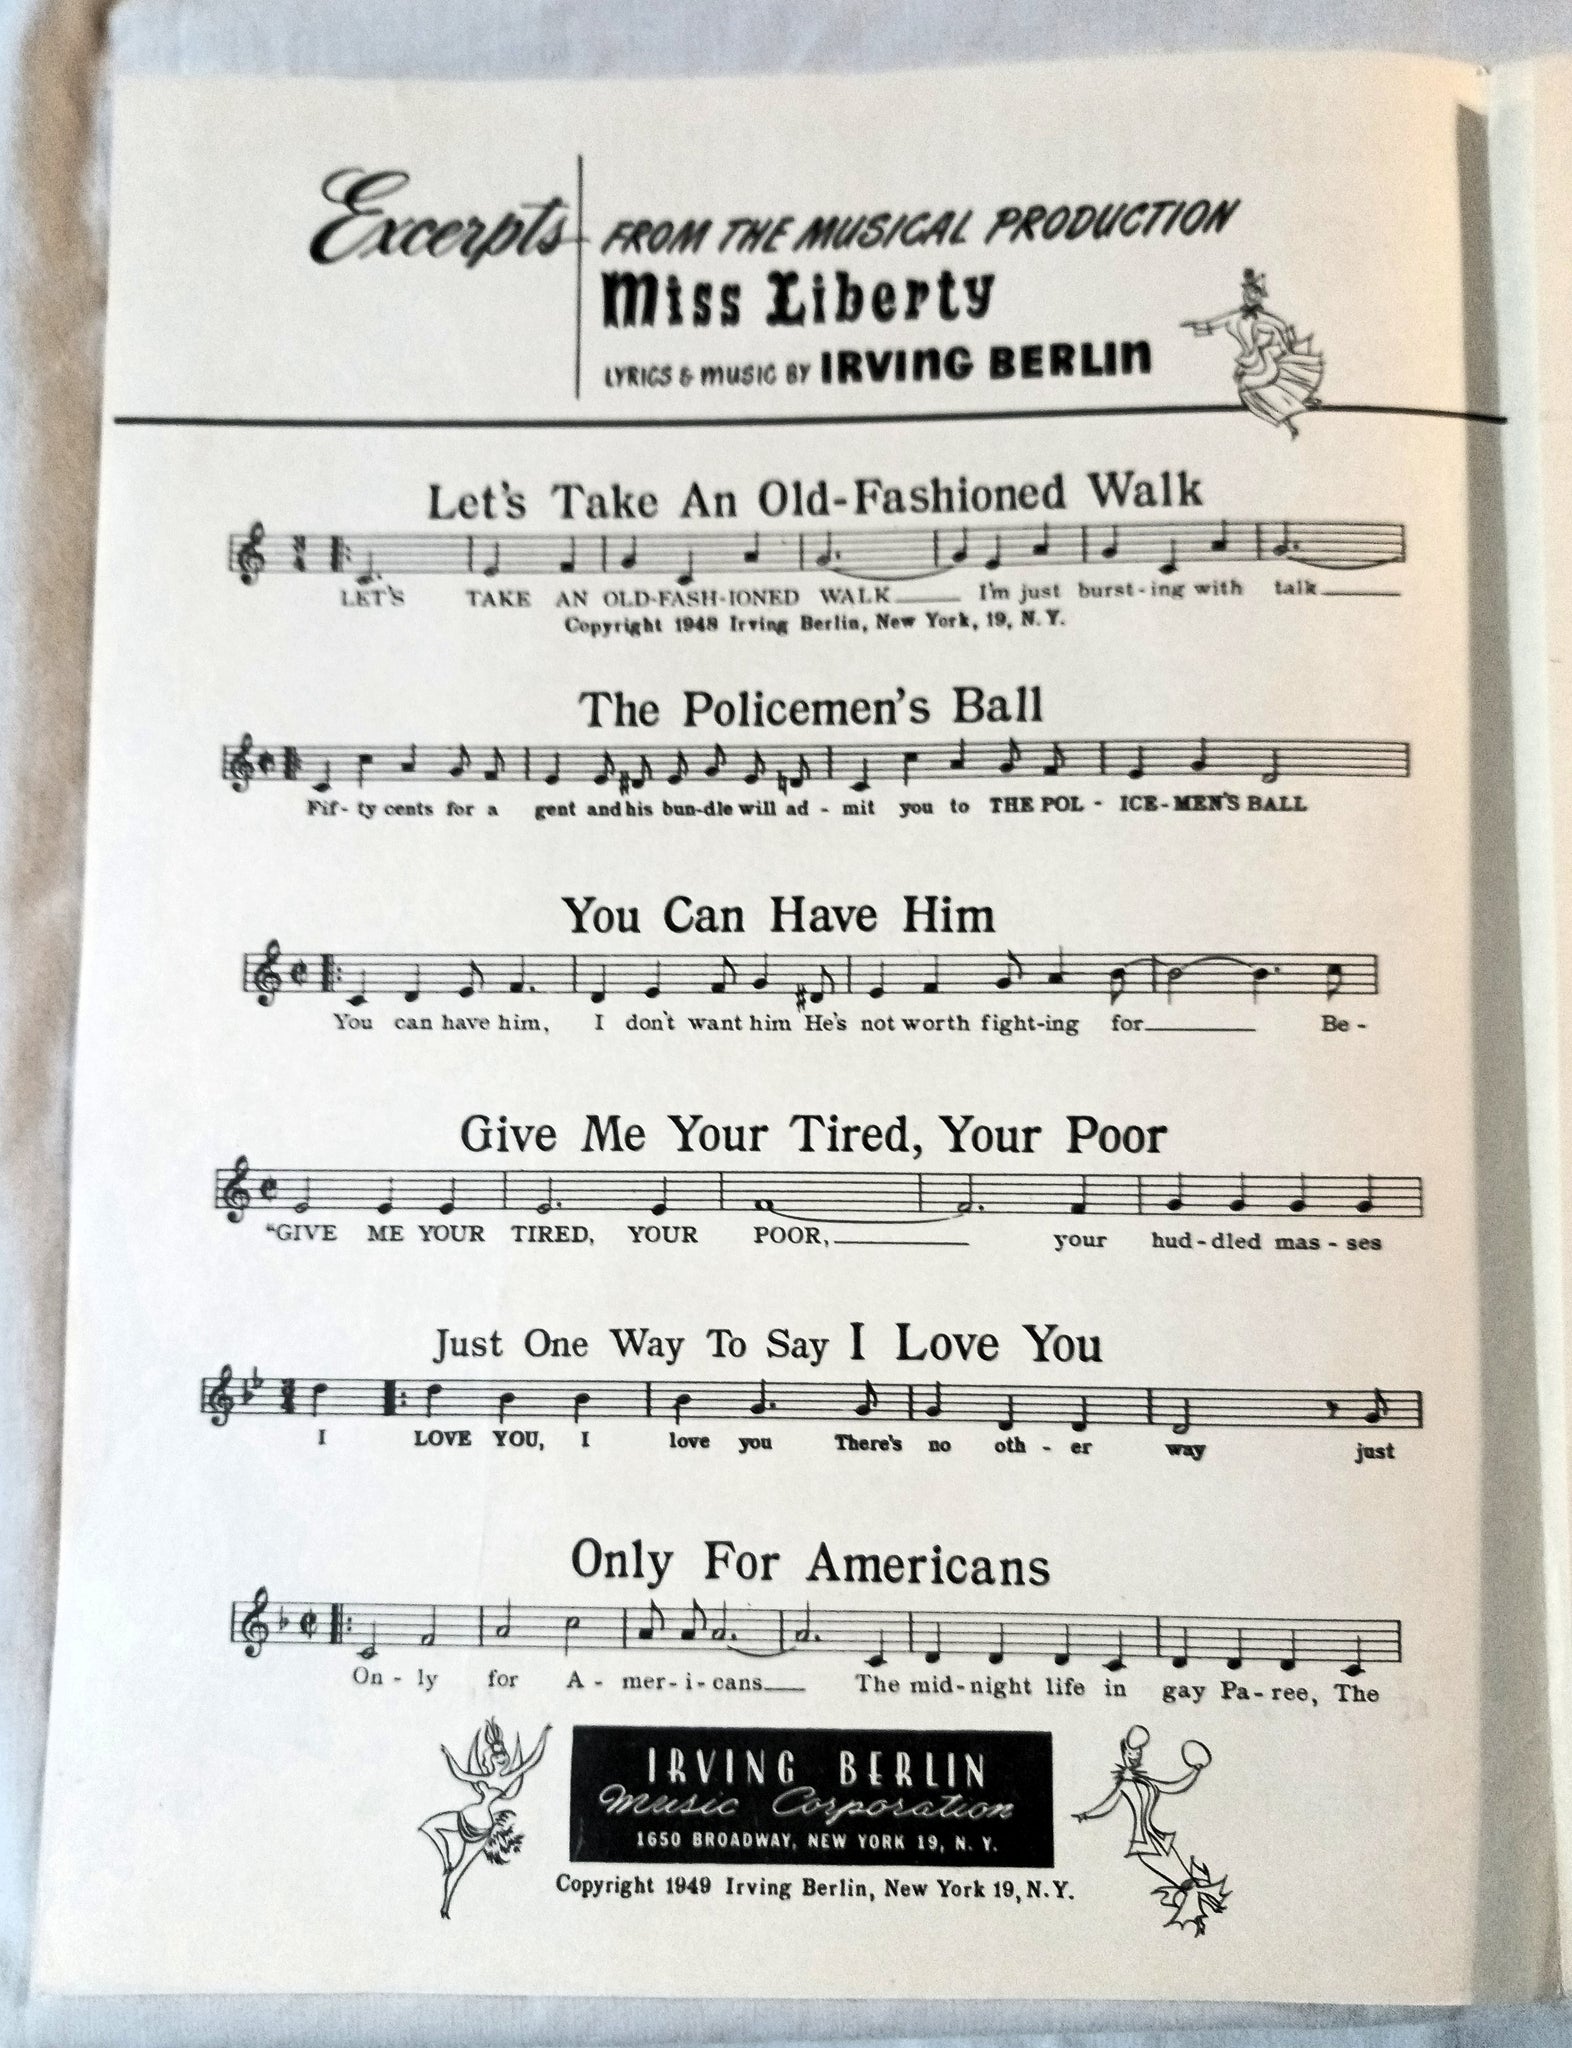 Excerpts FROM THE MUSICAL PRODUCTION
Miss Liberty
LYRICS & MUSIC BY IRVING BERLIN
Let's Take An Old-Fashioned Walk
LET'S TAKE AN OLD-FASH-IONED WALK____ I'm just burst-ing with talk____
Copyright 1948 Irving Berlin, New York, 19, N.Y.
The Policemen's Ball
Fif-ty cents for a gent and his bun-dle will ad-mit you to THE POL-ICE-MEN'S BALL
You Can Have Him
You can have him, I don't want him He's not worth fight-ing for____ Be-
Give Me Your Tired, Your Poor
"GIVE ME YOUR TIRED, YOUR POOR,____ your hud-dled mas-ses
Just One Way To Say I Love You
I LOVE YOU, I love you There's no oth-er way just
Only For Americans
On-ly for A-mer-i-cans____ The mid-night life in gay Pa-ree, The
IRVING BERLIN
Music Corporation
1650 BROADWAY, NEW YORK 19, N. Y.
Copyright 1949 Irving Berlin, New York 19, N.Y.